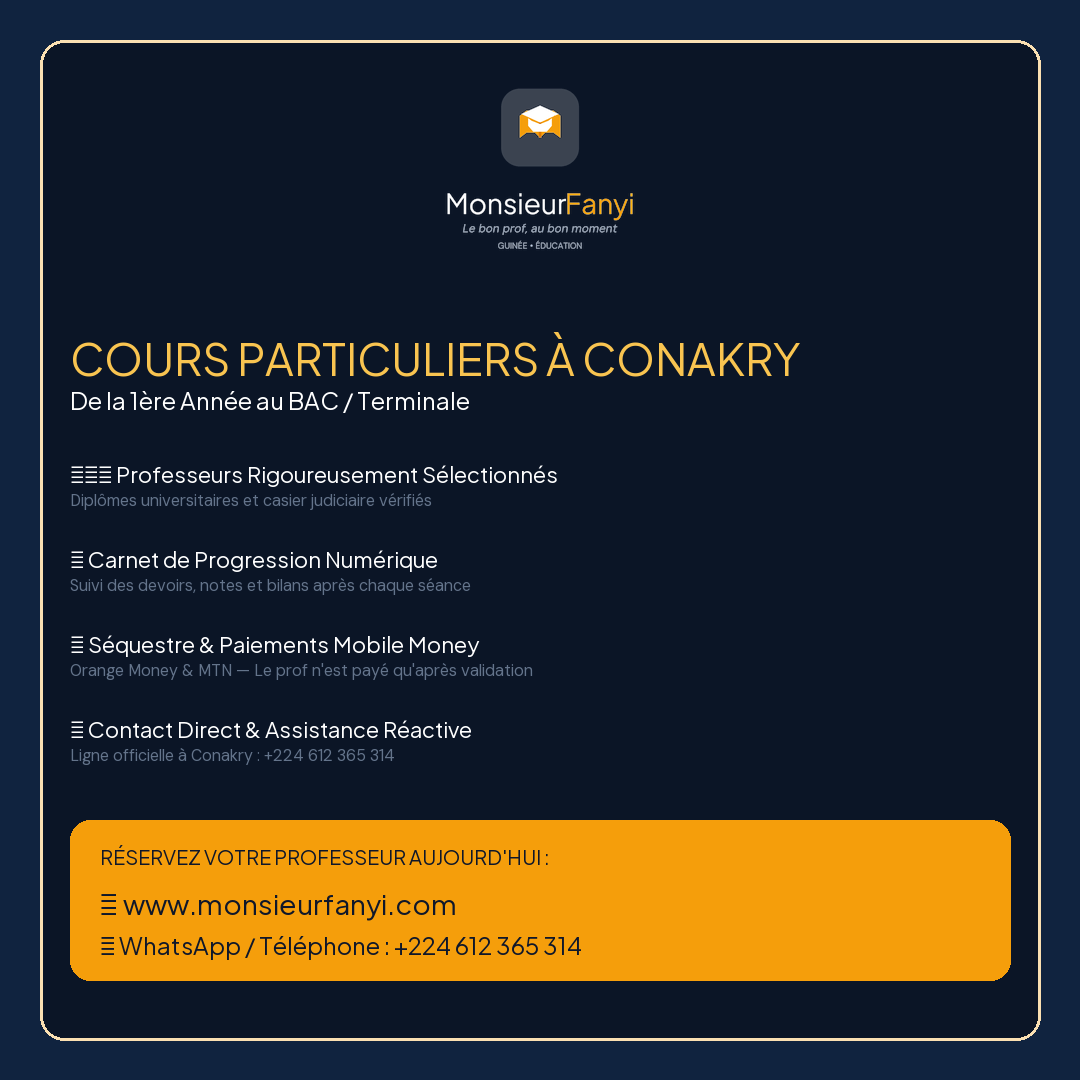 MonsieurFanyi
Le bon prof, au bon moment
GUINÉE • ÉDUCATION
COURS PARTICULIERS À CONAKRY
De la 1ère Année au BAC / Terminale
Professeurs Rigoureusement Sélectionnés
Diplômes universitaires et casier judiciaire vérifiés
Carnet de Progression Numérique
Suivi des devoirs, notes et bilans après chaque séance
Séquestre & Paiements Mobile Money
Orange Money & MTN — Le prof n'est payé qu'après validation
Contact Direct & Assistance Réactive
Ligne officielle à Conakry : +224 612 365 314
RÉSERVEZ VOTRE PROFESSEUR AUJOURD'HUI :
www.monsieurfanyi.com
WhatsApp / Téléphone : +224 612 365 314